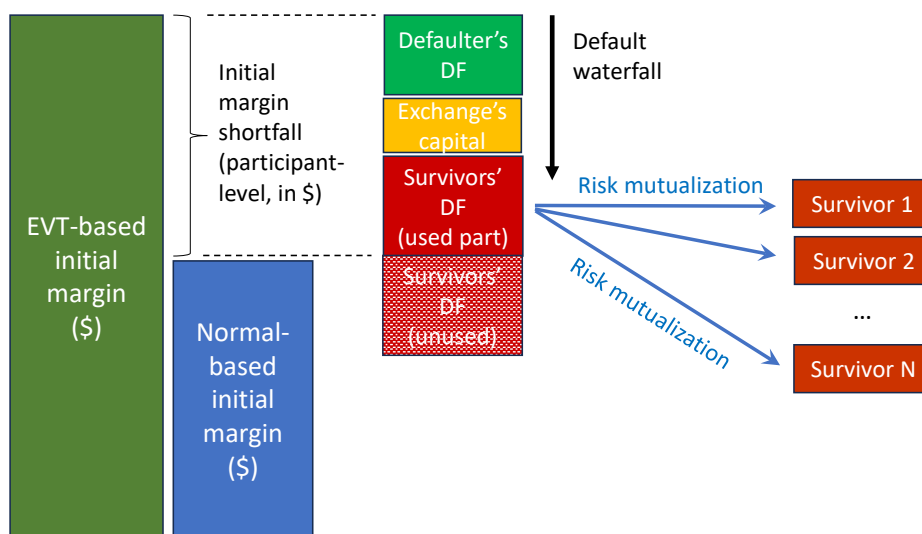 EVT-based
initial
margin
($)
Normal-
based
initial
margin
($)
Initial
margin
shortfall
(participant-
level, in $)
Defaulter's
DF
Exchange's
capital
Survivors'
DF
(used part)
Survivors'
DF
(unused)
Default
waterfall
Risk mutualization
Risk mutualization
Survivor 1
Survivor 2
...
Survivor N